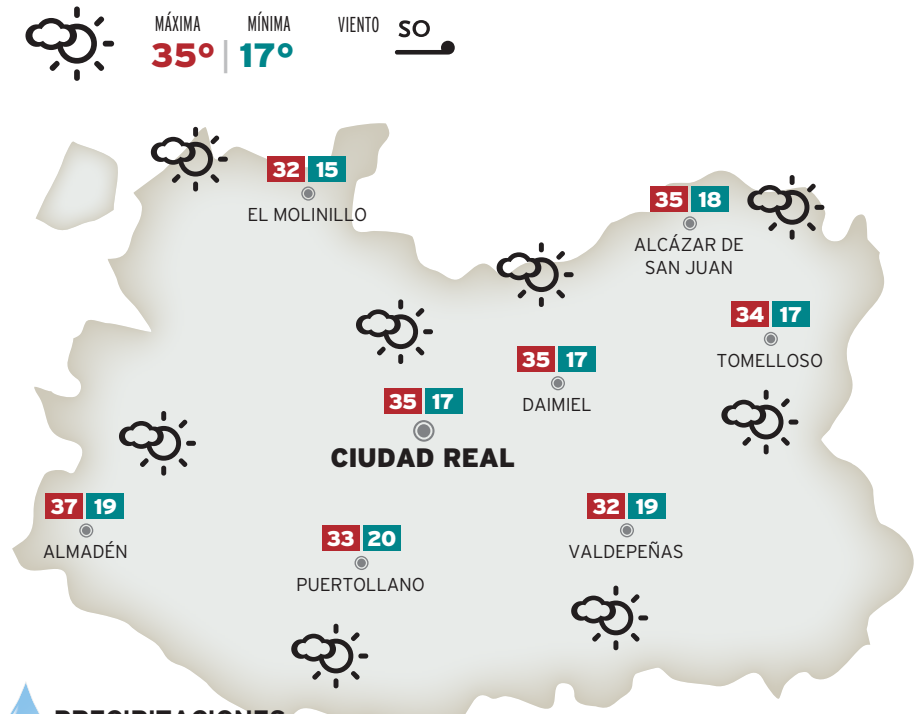 MÁXIMA MÍNIMA VIENTO SO
35° 17°
32 15
EL MOLINILLO
35 18
ALCÁZAR DE
SAN JUAN
34 17
TOMELLOSO
35 17
DAIMIEL
35 17
CIUDAD REAL
37 19
ALMADÉN
32 19
VALDEPEÑAS
33 20
PUERTOLLANO
PRECIPITACIONES